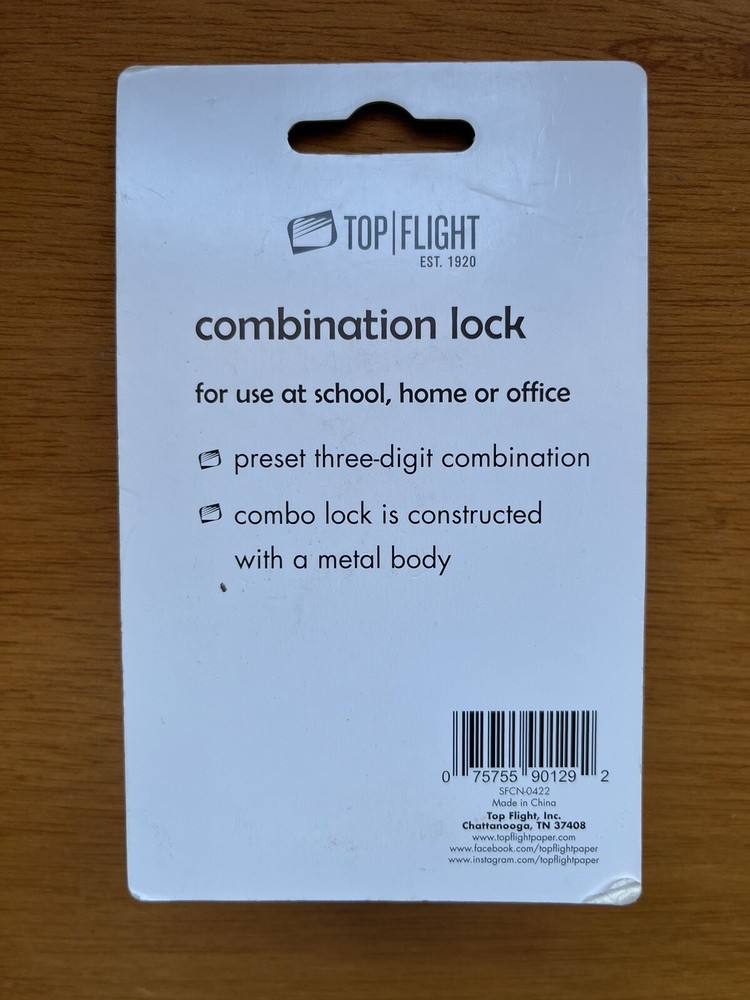 TOP|FLIGHT
EST. 1920
combination lock
for use at school, home or office
preset three-digit combination
combo lock is constructed
with a metal body
0 75755 90129 2
SFCN-0422
Made in China
Top Flight, Inc.
Chattanooga, TN 37408
www.topflightpaper.com
www.facebook.com/topflightpaper
www.instagram.com/topflightpaper